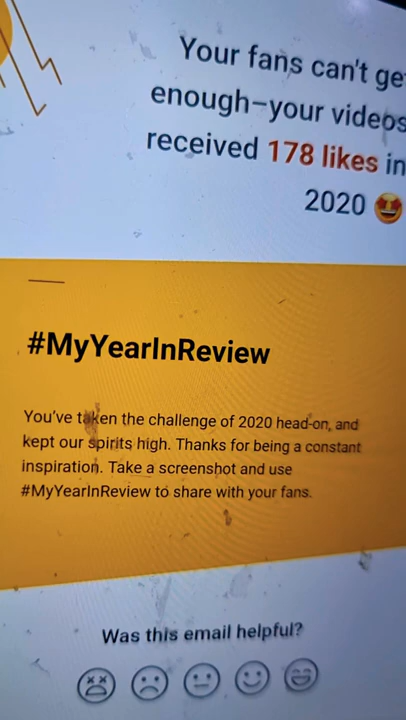 Your fans can't ge
enough–your videos
received 178 likes in
2020
#MyYearInReview
You've taken the challenge of 2020 head-on, and
kept our spirits high. Thanks for being a constant
inspiration. Take a screenshot and use
#MyYearInReview to share with your fans.
Was this email helpful?